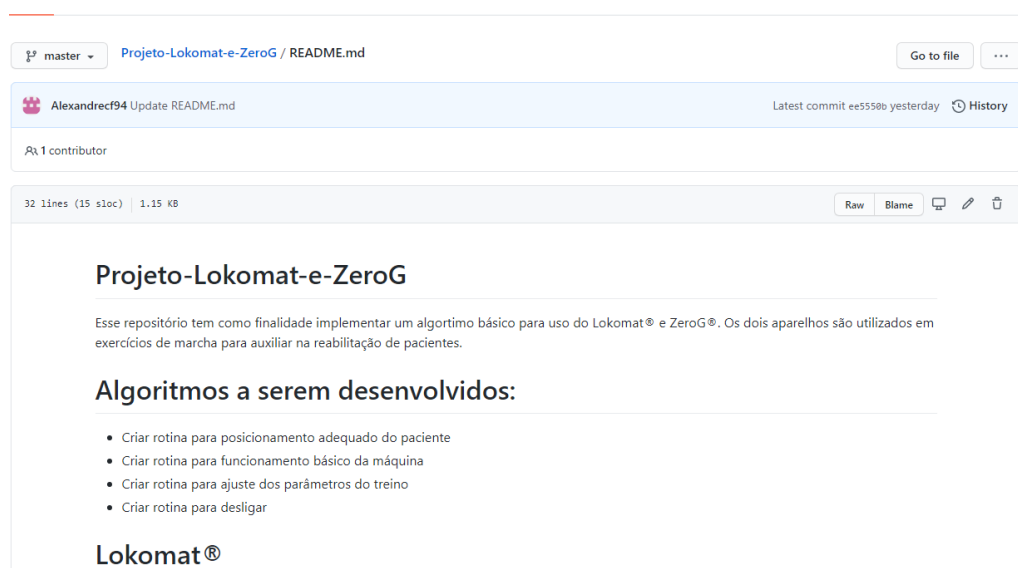 master
Projeto-Lokomat-e-ZeroG / README.md
Go to file
...
Alexandrecf94 Update README.md
Latest commit ee5550b yesterday
History
1 contributor
32 lines (15 sloc)
1.15 KB
Raw
Blame
Projeto-Lokomat-e-ZeroG
Esse repositório tem como finalidade implementar um algortimo básico para uso do Lokomat® e ZeroG®. Os dois aparelhos são utilizados em
exercícios de marcha para auxiliar na reabilitação de pacientes.
Algoritmos a serem desenvolvidos:
• Criar rotina para posicionamento adequado do paciente
• Criar rotina para funcionamento básico da máquina
• Criar rotina para ajuste dos parâmetros do treino
• Criar rotina para desligar
Lokomat®